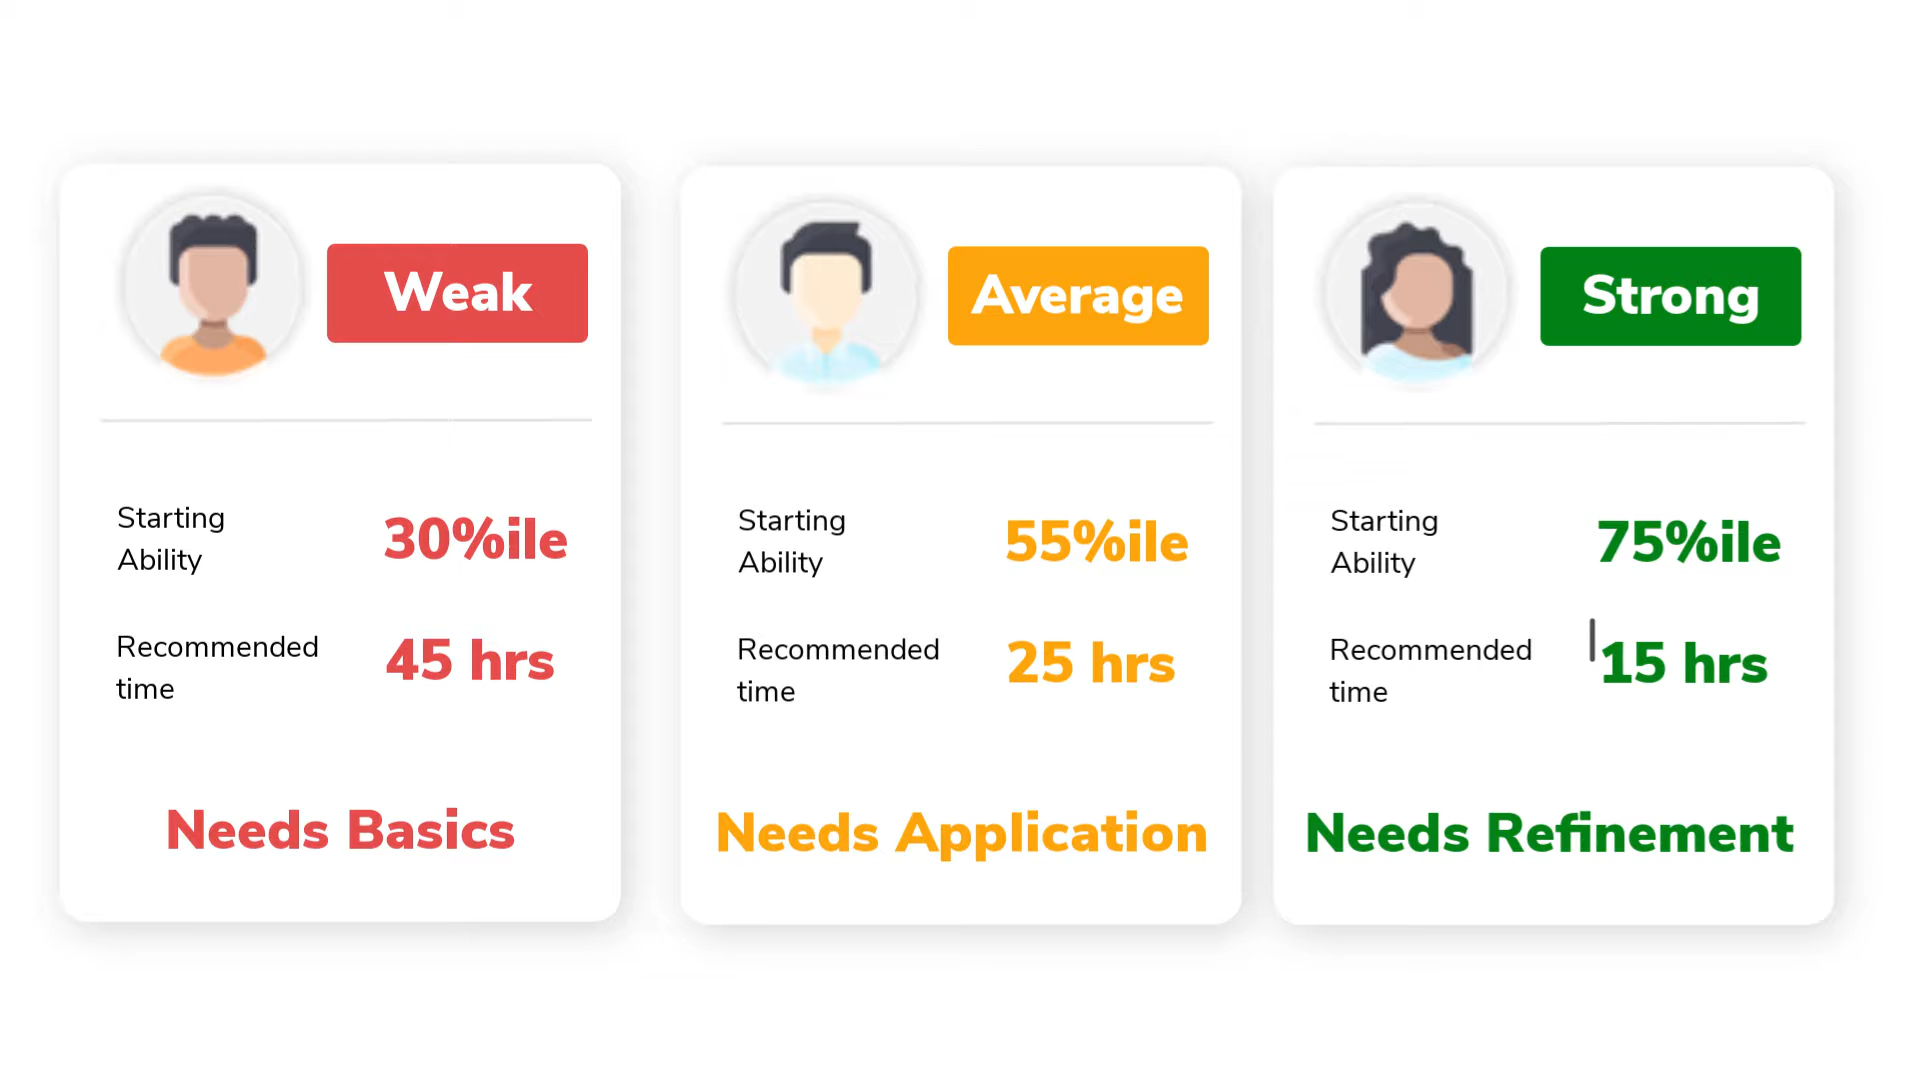 Weak
Starting
Ability
30%ile
Recommended
time
45 hrs
Needs Basics
Average
Starting
Ability
55%ile
Recommended
time
25 hrs
Needs Application
Strong
Starting
Ability
75%ile
Recommended
time
15 hrs
Needs Refinement